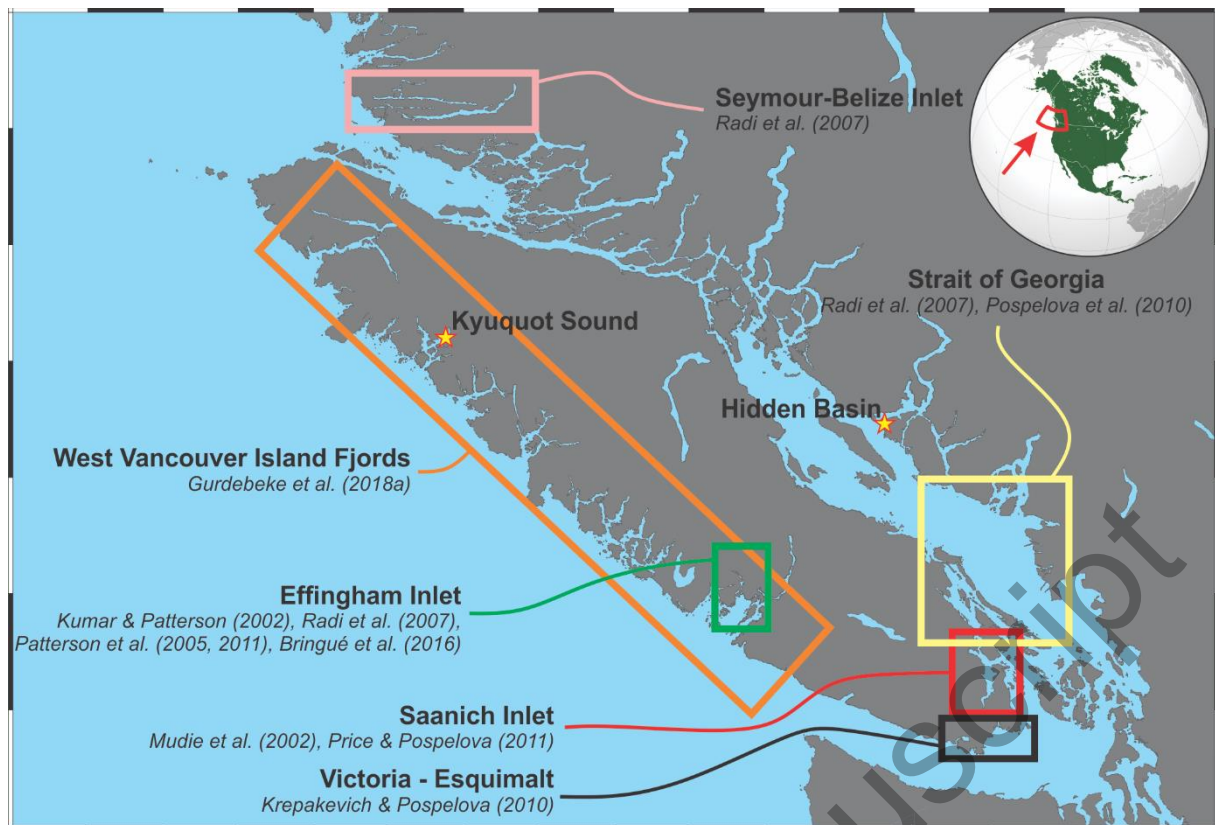 Seymour-Belize Inlet
Radi et al. (2007)
Strait of Georgia
Radi et al. (2007), Pospelova et al. (2010)
Kyuquot Sound
Hidden Basin
West Vancouver Island Fjords
Gurdebeke et al. (2018a)
Effingham Inlet
Kumar & Patterson (2002), Radi et al. (2007),
Patterson et al. (2005, 2011), Bringué et al. (2016)
Saanich Inlet
Mudie et al. (2002), Price & Pospelova (2011)
Victoria - Esquimalt
Krepakevich & Pospelova (2010)
uscript